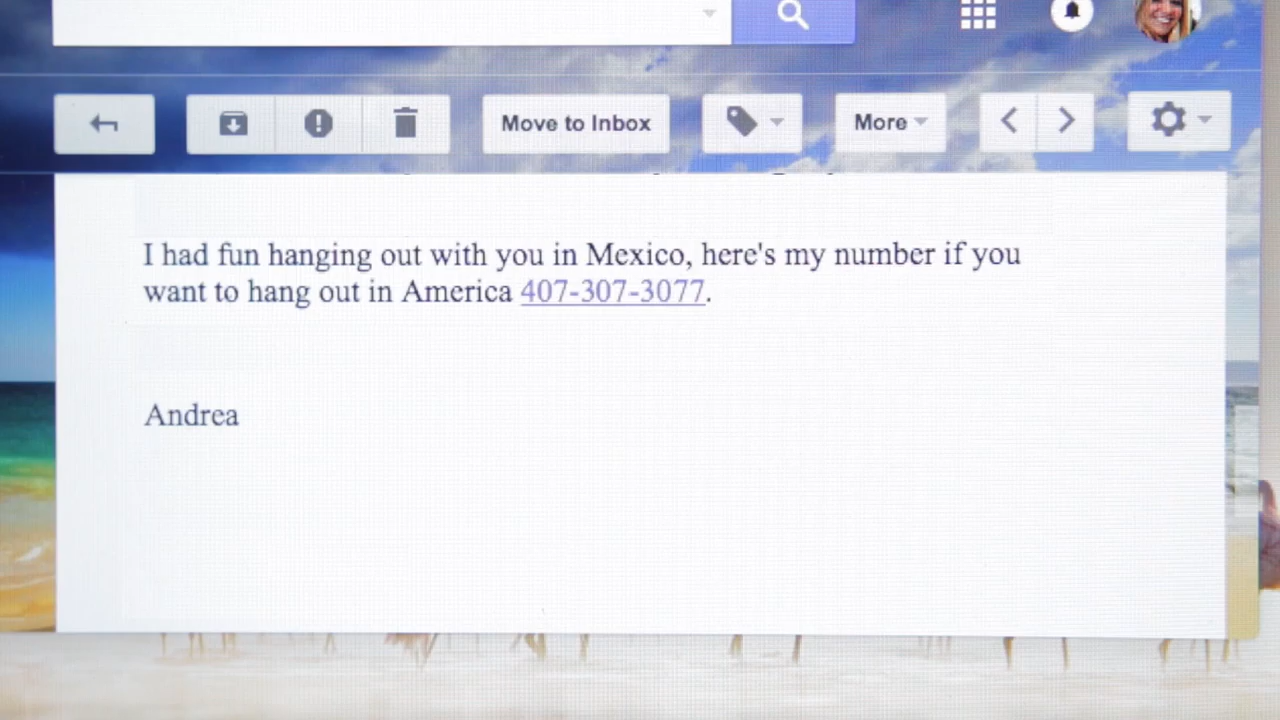 Move to Inbox
More
I had fun hanging out with you in Mexico, here's my number if you
want to hang out in America 407-307-3077.
Andrea